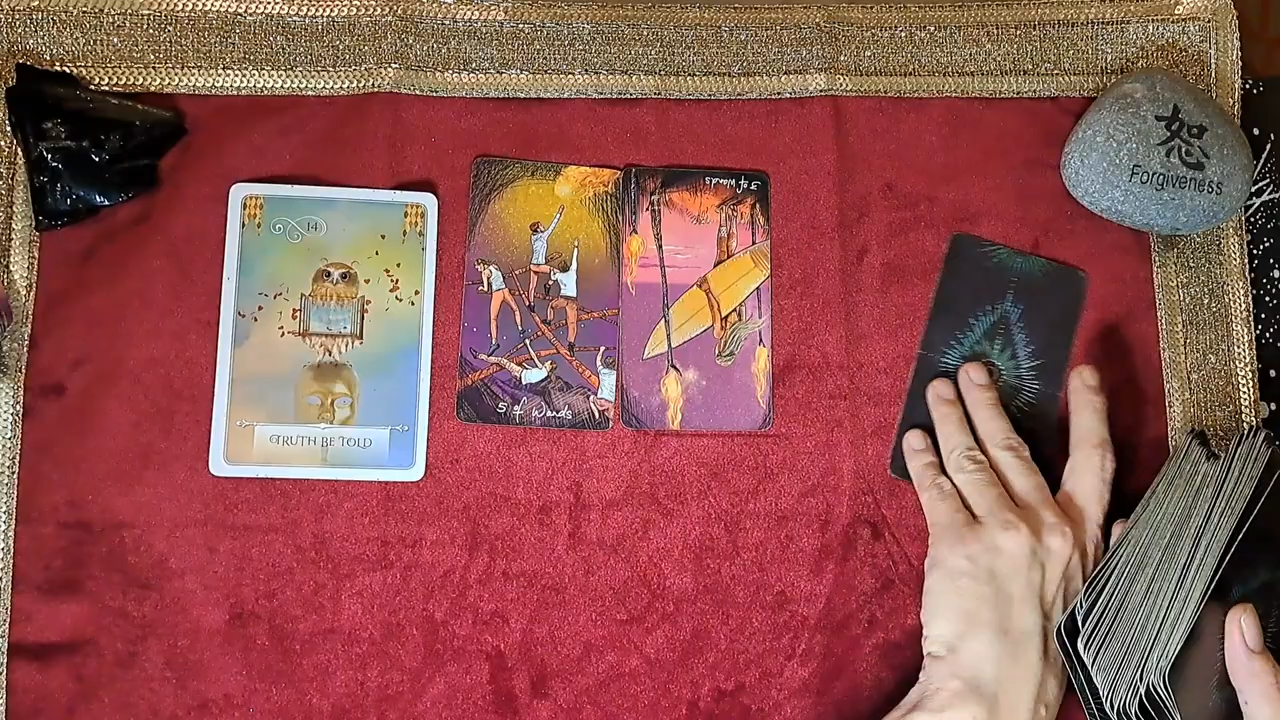 14
TRUTH BE TOLD
5 of Wands
3 of Wands
恕
Forgiveness